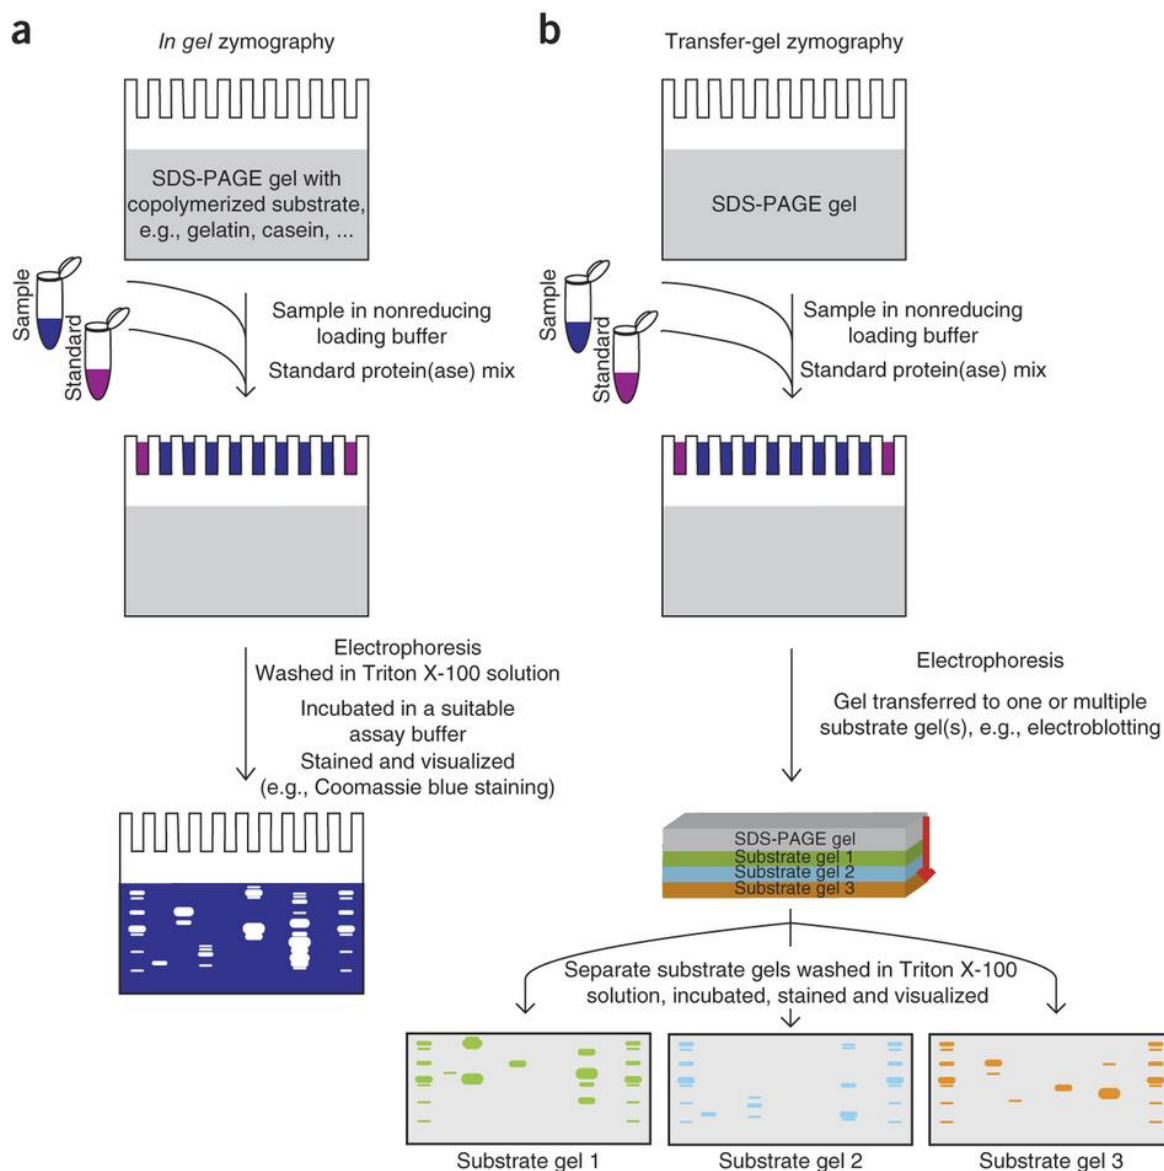 a
In gel zymography
SDS-PAGE gel with
copolymerized substrate,
e.g., gelatin, casein, ...
Sample
Standard
Sample in nonreducing
loading buffer
Standard protein(ase) mix
Electrophoresis
Washed in Triton X-100 solution
Incubated in a suitable
assay buffer
Stained and visualized
(e.g., Coomassie blue staining)
b
Transfer-gel zymography
SDS-PAGE gel
Sample
Standard
Sample in nonreducing
loading buffer
Standard protein(ase) mix
Electrophoresis
Gel transferred to one or multiple
substrate gel(s), e.g., electroblotting
SDS-PAGE gel
Substrate gel 1
Substrate gel 2
Substrate gel 3
Separate substrate gels washed in Triton X-100
solution, incubated, stained and visualized
Substrate gel 1
Substrate gel 2
Substrate gel 3